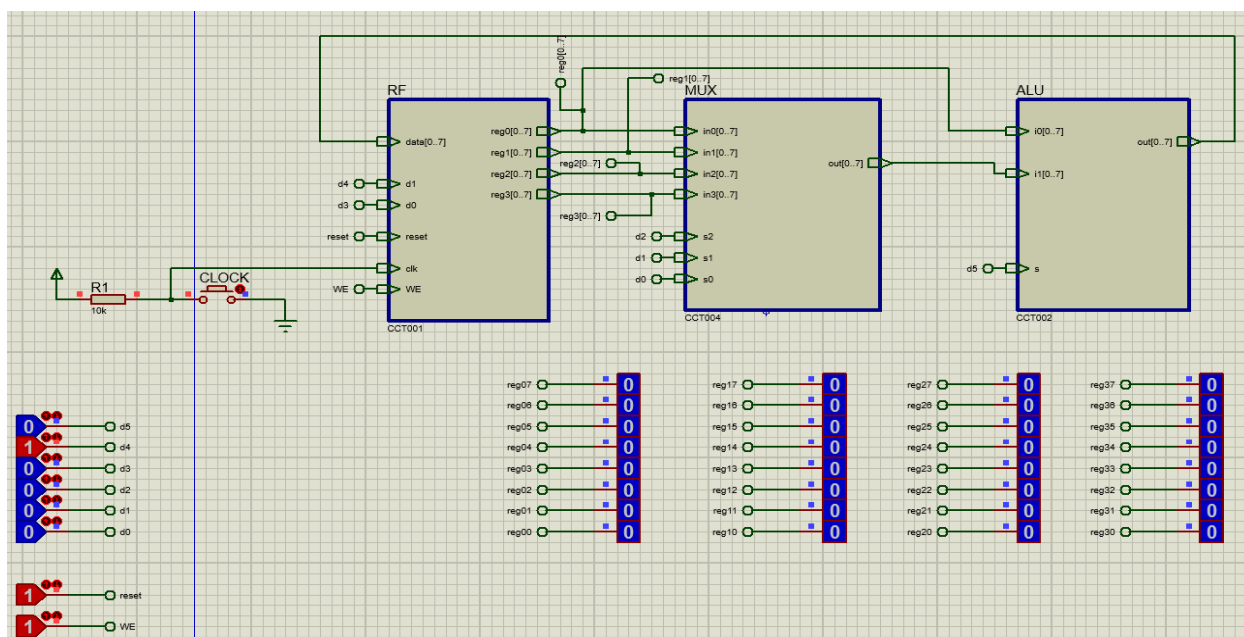 reg0[0..7]
reg1[0..7]
RF
MUX
ALU
data[0..7]
reg0[0..7]
reg1[0..7]
reg2[0..7]
reg3[0..7]
d4
d1
d3
d0
reset
reset
clk
WE
WE
CCT001
reg2[0..7]
reg3[0..7]
in0[0..7]
in1[0..7]
in2[0..7]
in3[0..7]
out[0..7]
d2
s2
d1
s1
d0
s0
CCT004
i0[0..7]
i1[0..7]
out[0..7]
d5
s
CCT002
R1
10k
CLOCK
reg07 0
reg06 0
reg05 0
reg04 0
reg03 0
reg02 0
reg01 0
reg00 0
reg17 0
reg16 0
reg15 0
reg14 0
reg13 0
reg12 0
reg11 0
reg10 0
reg27 0
reg26 0
reg25 0
reg24 0
reg23 0
reg22 0
reg21 0
reg20 0
reg37 0
reg36 0
reg35 0
reg34 0
reg33 0
reg32 0
reg31 0
reg30 0
0 d5
1 d4
0 d3
0 d2
0 d1
0 d0
1 reset
1 WE